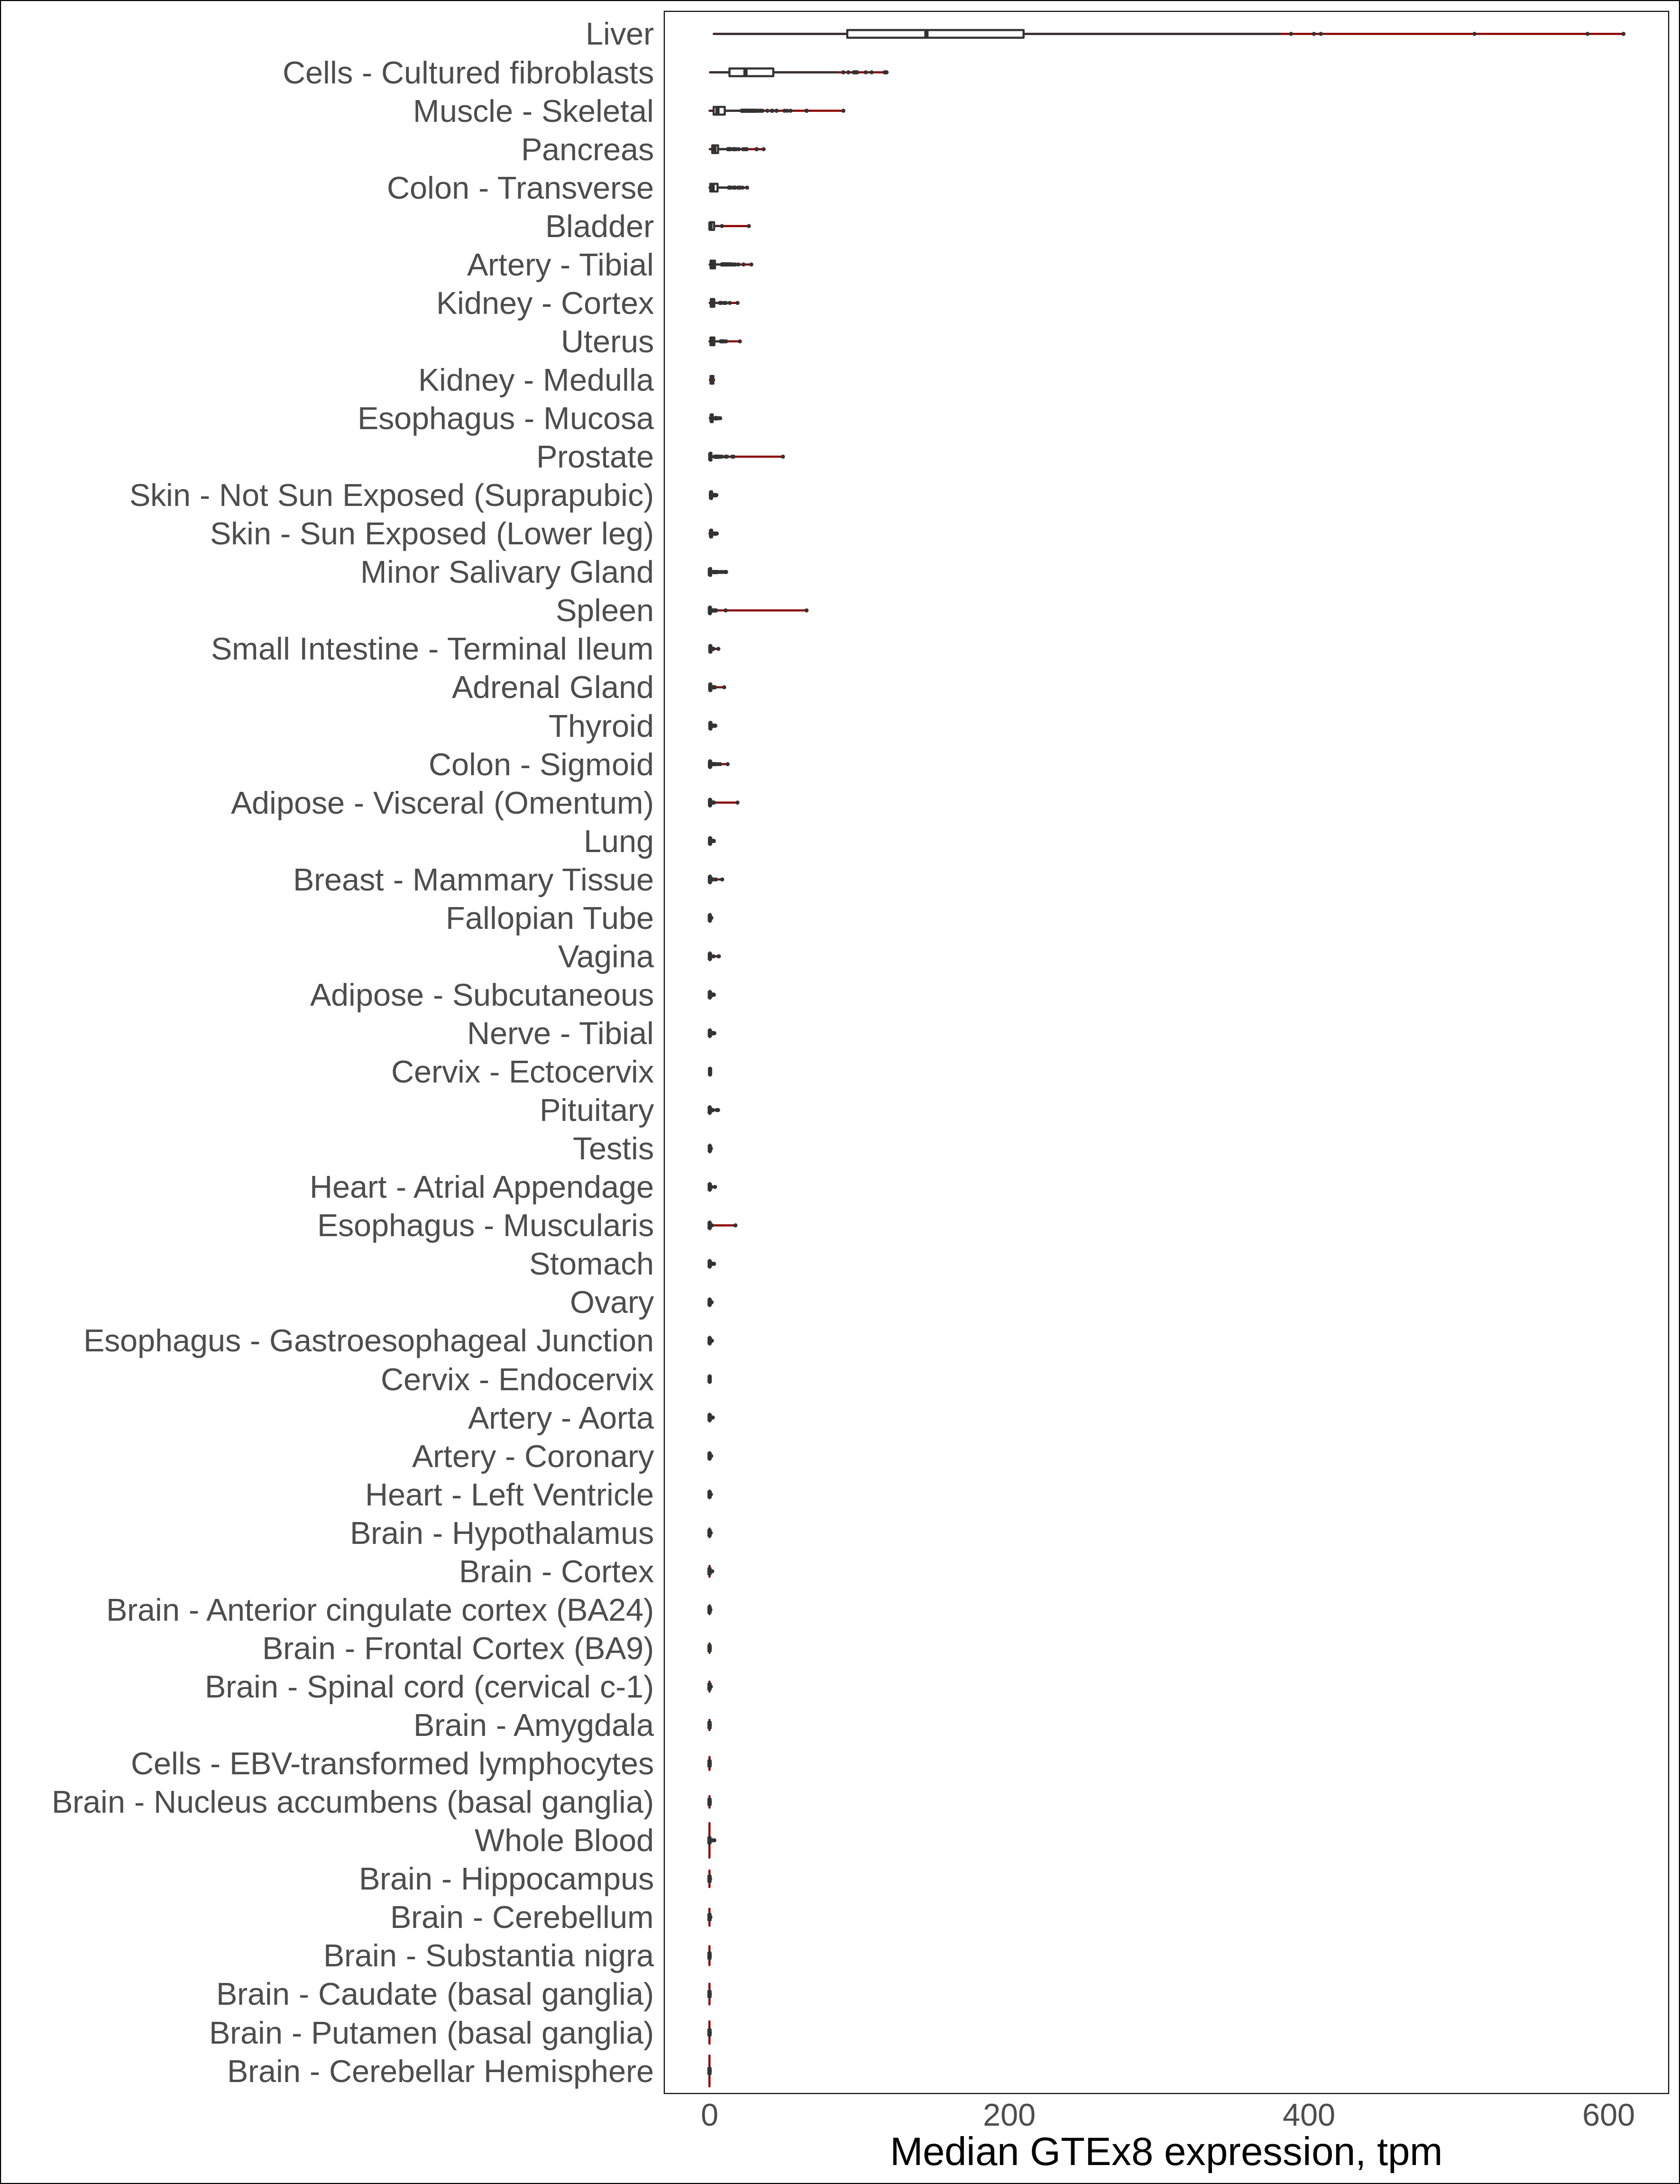 Liver
Cells - Cultured fibroblasts
Muscle - Skeletal
Pancreas
Colon - Transverse
Bladder
Artery - Tibial
Kidney - Cortex
Uterus
Kidney - Medulla
Esophagus - Mucosa
Prostate
Skin - Not Sun Exposed (Suprapubic)
Skin - Sun Exposed (Lower leg)
Minor Salivary Gland
Spleen
Small Intestine - Terminal Ileum
Adrenal Gland
Thyroid
Colon - Sigmoid
Adipose - Visceral (Omentum)
Lung
Breast - Mammary Tissue
Fallopian Tube
Vagina
Adipose - Subcutaneous
Nerve - Tibial
Cervix - Ectocervix
Pituitary
Testis
Heart - Atrial Appendage
Esophagus - Muscularis
Stomach
Ovary
Esophagus - Gastroesophageal Junction
Cervix - Endocervix
Artery - Aorta
Artery - Coronary
Heart - Left Ventricle
Brain - Hypothalamus
Brain - Cortex
Brain - Anterior cingulate cortex (BA24)
Brain - Frontal Cortex (BA9)
Brain - Spinal cord (cervical c-1)
Brain - Amygdala
Cells - EBV-transformed lymphocytes
Brain - Nucleus accumbens (basal ganglia)
Whole Blood
Brain - Hippocampus
Brain - Cerebellum
Brain - Substantia nigra
Brain - Caudate (basal ganglia)
Brain - Putamen (basal ganglia)
Brain - Cerebellar Hemisphere
0 200 400 600
Median GTEx8 expression, tpm